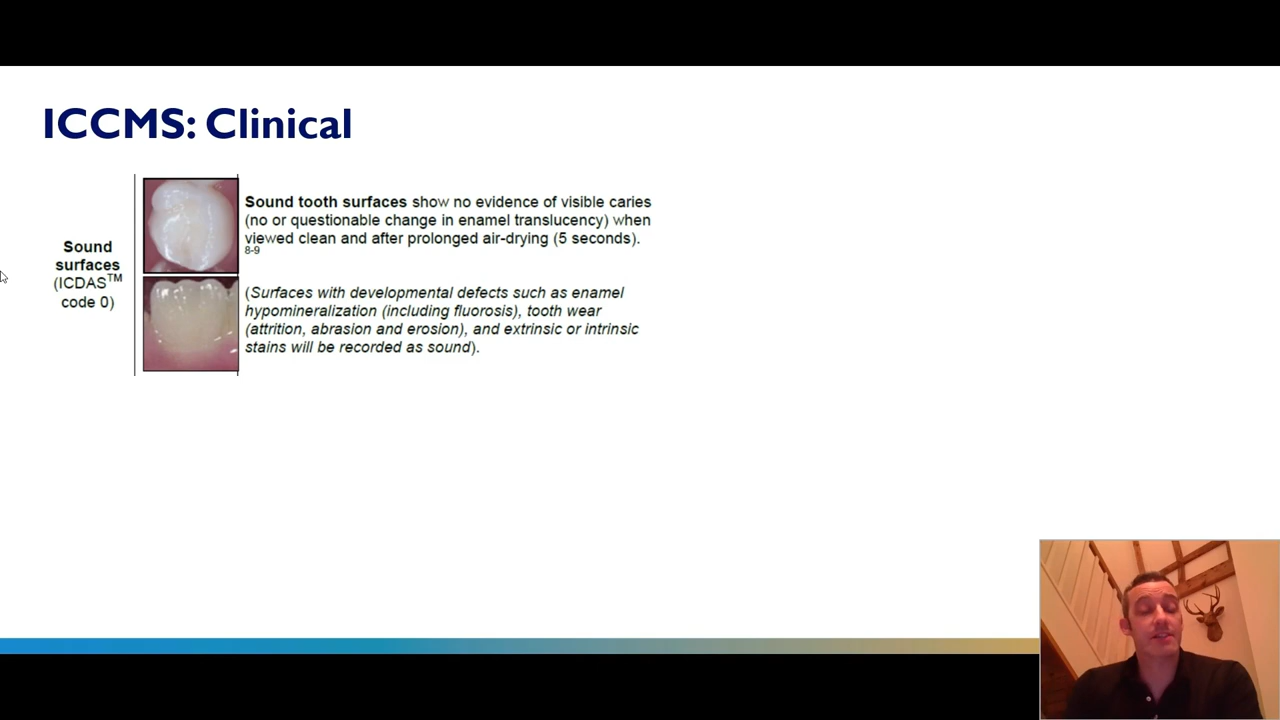 ICCMS: Clinical
Sound
surfaces
(ICDAS™
code 0)
Sound tooth surfaces show no evidence of visible caries
(no or questionable change in enamel translucency) when
viewed clean and after prolonged air-drying (5 seconds).
8-9
(Surfaces with developmental defects such as enamel
hypomineralization (including fluorosis), tooth wear
(attrition, abrasion and erosion), and extrinsic or intrinsic
stains will be recorded as sound).